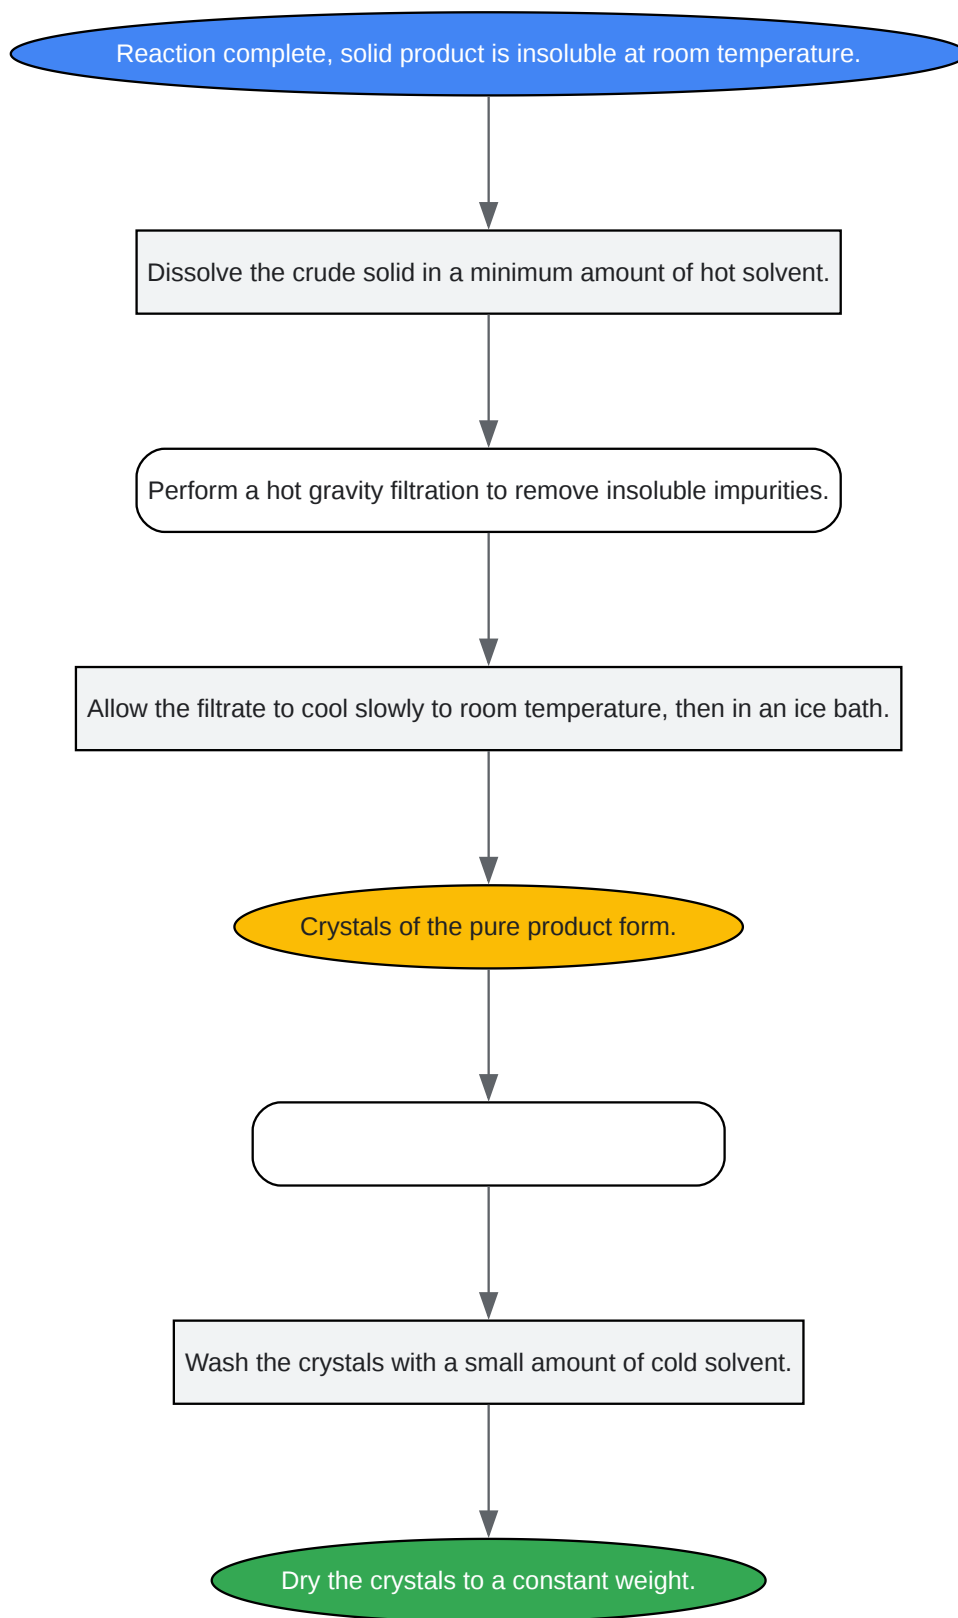 Reaction complete, solid product is insoluble at room temperature.
Dissolve the crude solid in a minimum amount of hot solvent.
Perform a hot gravity filtration to remove insoluble impurities.
Allow the filtrate to cool slowly to room temperature, then in an ice bath.
Crystals of the pure product form.
Wash the crystals with a small amount of cold solvent.
Dry the crystals to a constant weight.